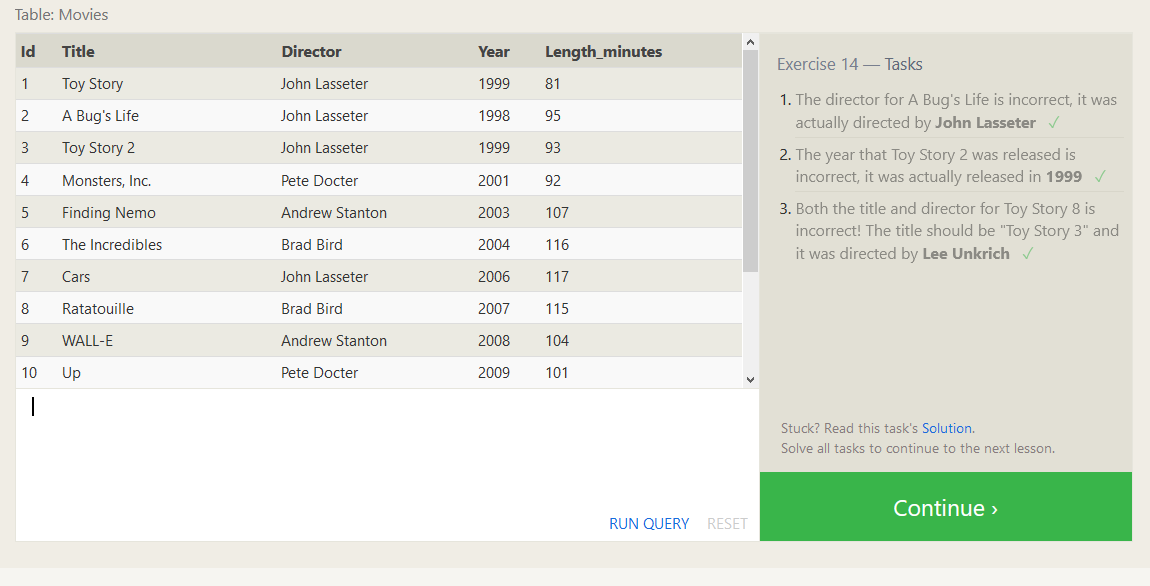 Table: Movies
Id Title Director Year Length_minutes
1 Toy Story John Lasseter 1999 81
2 A Bug's Life John Lasseter 1998 95
3 Toy Story 2 John Lasseter 1999 93
4 Monsters, Inc. Pete Docter 2001 92
5 Finding Nemo Andrew Stanton 2003 107
6 The Incredibles Brad Bird 2004 116
7 Cars John Lasseter 2006 117
8 Ratatouille Brad Bird 2007 115
9 WALL-E Andrew Stanton 2008 104
10 Up Pete Docter 2009 101
RUN QUERY RESET
Exercise 14 — Tasks
1. The director for A Bug's Life is incorrect, it was
actually directed by John Lasseter ✓
2. The year that Toy Story 2 was released is
incorrect, it was actually released in 1999 ✓
3. Both the title and director for Toy Story 8 is
incorrect! The title should be "Toy Story 3" and
it was directed by Lee Unkrich ✓
Stuck? Read this task's Solution.
Solve all tasks to continue to the next lesson.
Continue ›